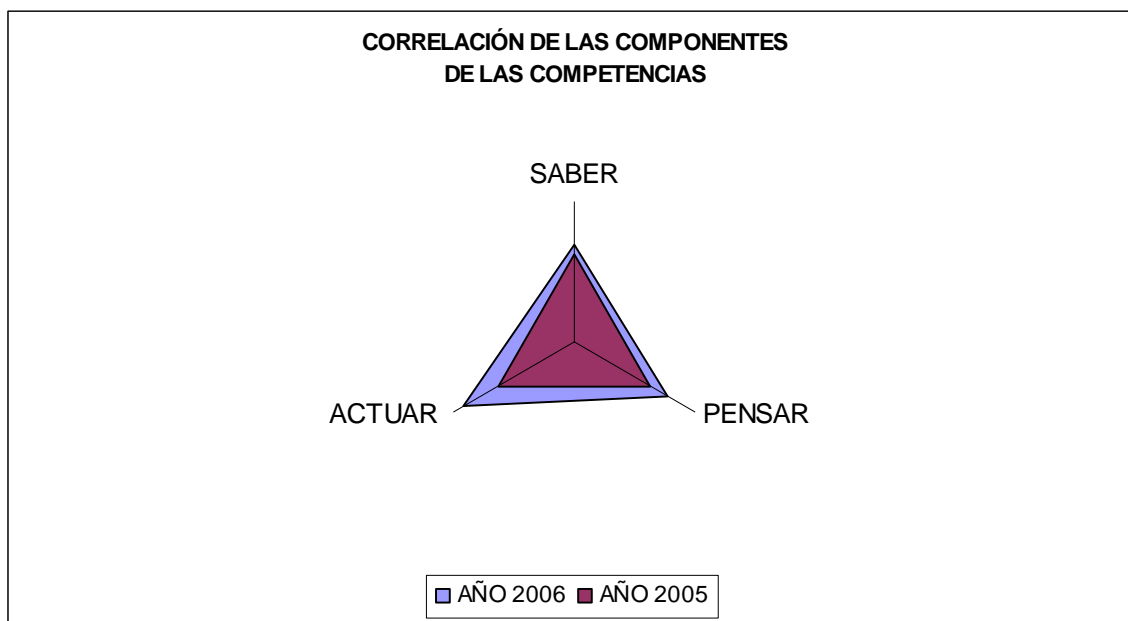 CORRELACIÓN DE LAS COMPONENTES
DE LAS COMPETENCIAS
SABER
ACTUAR
PENSAR
AÑO 2006 AÑO 2005